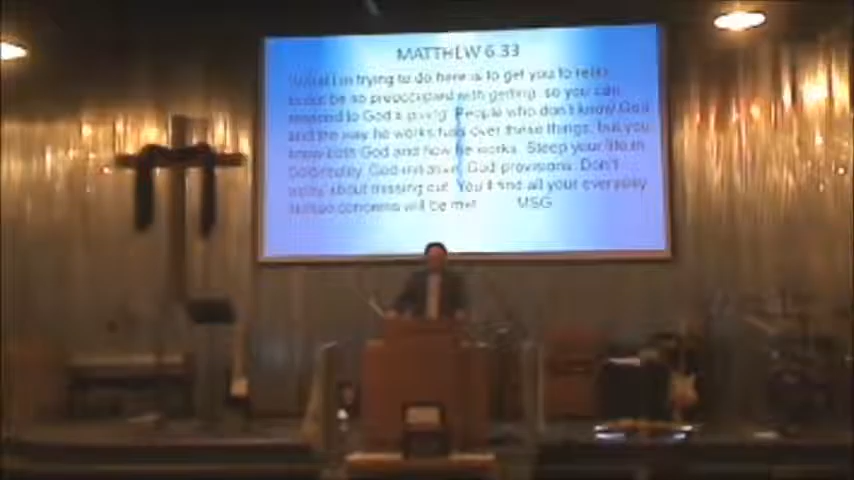 MATTHEW 6.33
"What I'm trying to do here is to get you to relax
to not be so preoccupied with getting, so you can
respond to God's giving. People who don't know God
and the way he works fuss over these things, but you
know both God and how he works. Steep your life in
God-reality, God-initiative, God-provisions. Don't
worry about missing out. You'll find all your everyday
human concerns will be met MSG